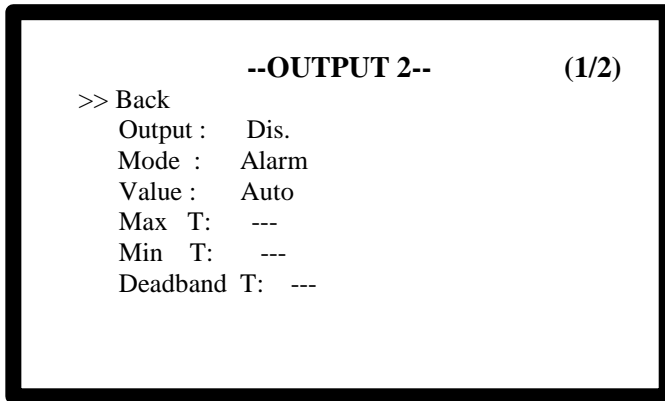 --OUTPUT 2-- (1/2)
>> Back
Output : Dis.
Mode : Alarm
Value : Auto
Max T: ---
Min T: ---
Deadband T: ---